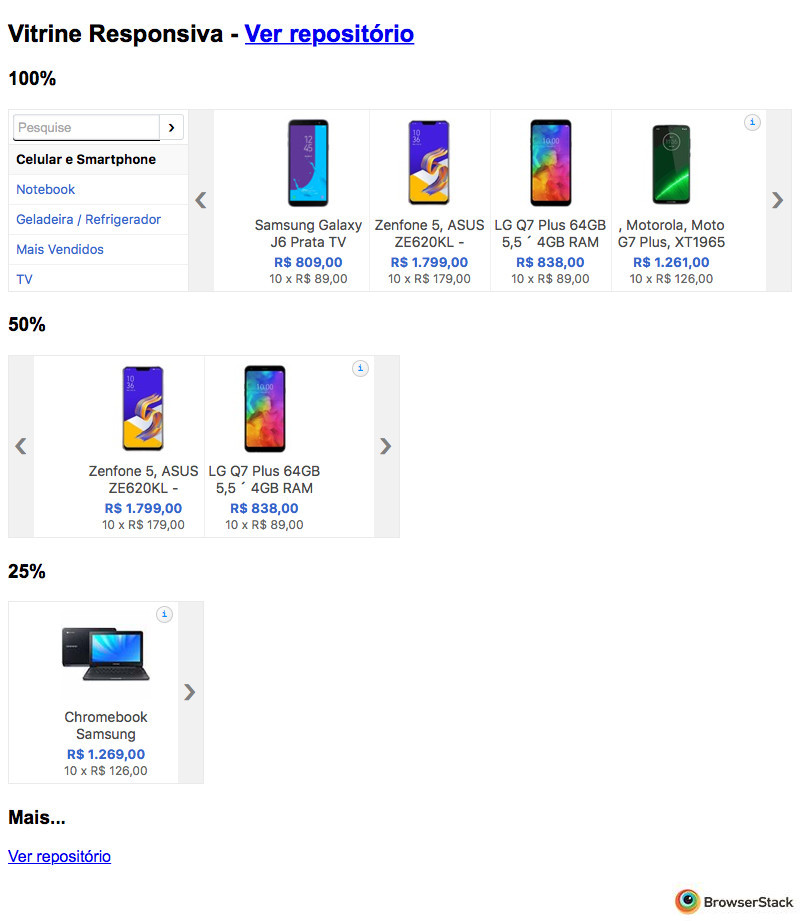 Vitrine Responsiva - Ver repositório
100%
Pesquise
Celular e Smartphone
Notebook
Geladeira / Refrigerador
Mais Vendidos
TV
Samsung Galaxy
J6 Prata TV
R$ 809,00
10 x R$ 89,00
Zenfone 5, ASUS
ZE620KL -
R$ 1.799,00
10 x R$ 179,00
LG Q7 Plus 64GB
5,5 ´ 4GB RAM
R$ 838,00
10 x R$ 89,00
i
, Motorola, Moto
G7 Plus, XT1965
R$ 1.261,00
10 x R$ 126,00
50%
Zenfone 5, ASUS
ZE620KL -
R$ 1.799,00
10 x R$ 179,00
i
LG Q7 Plus 64GB
5,5 ´ 4GB RAM
R$ 838,00
10 x R$ 89,00
25%
i
Chromebook
Samsung
R$ 1.269,00
10 x R$ 126,00
Mais...
Ver repositório
BrowserStack